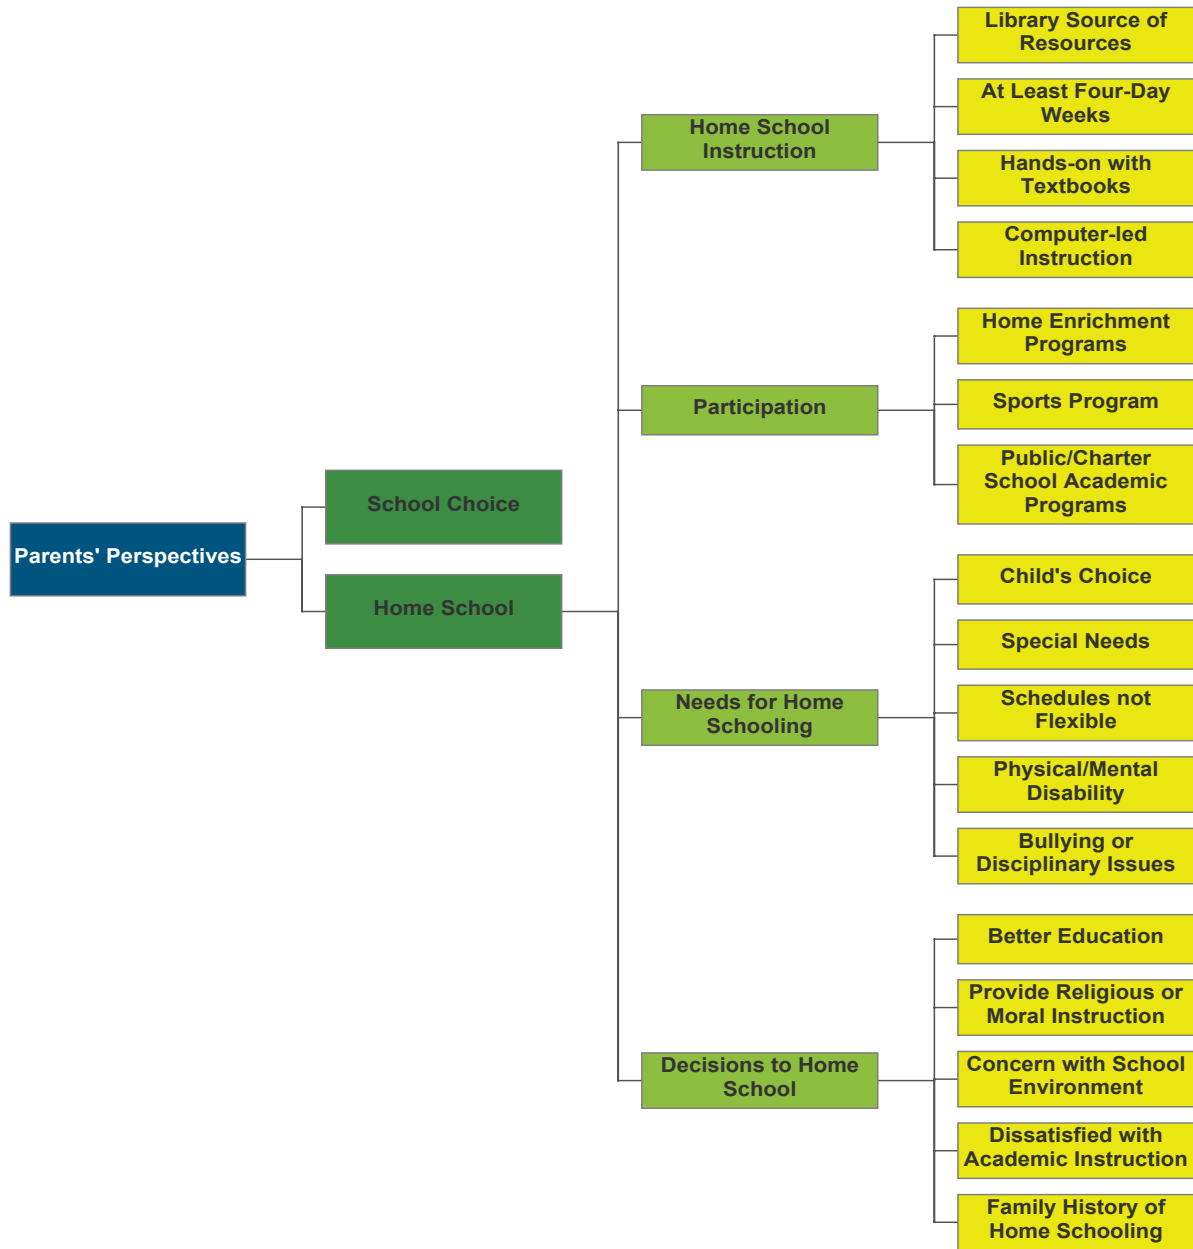 Parents' Perspectives
School Choice
Home School
Home School
Instruction
Library Source of
Resources
At Least Four-Day
Weeks
Hands-on with
Textbooks
Computer-led
Instruction
Participation
Home Enrichment
Programs
Sports Program
Public/Charter
School Academic
Programs
Needs for Home
Schooling
Child's Choice
Special Needs
Schedules not
Flexible
Physical/Mental
Disability
Bullying or
Disciplinary Issues
Decisions to Home
School
Better Education
Provide Religious or
Moral Instruction
Concern with School
Environment
Dissatisfied with
Academic Instruction
Family History of
Home Schooling